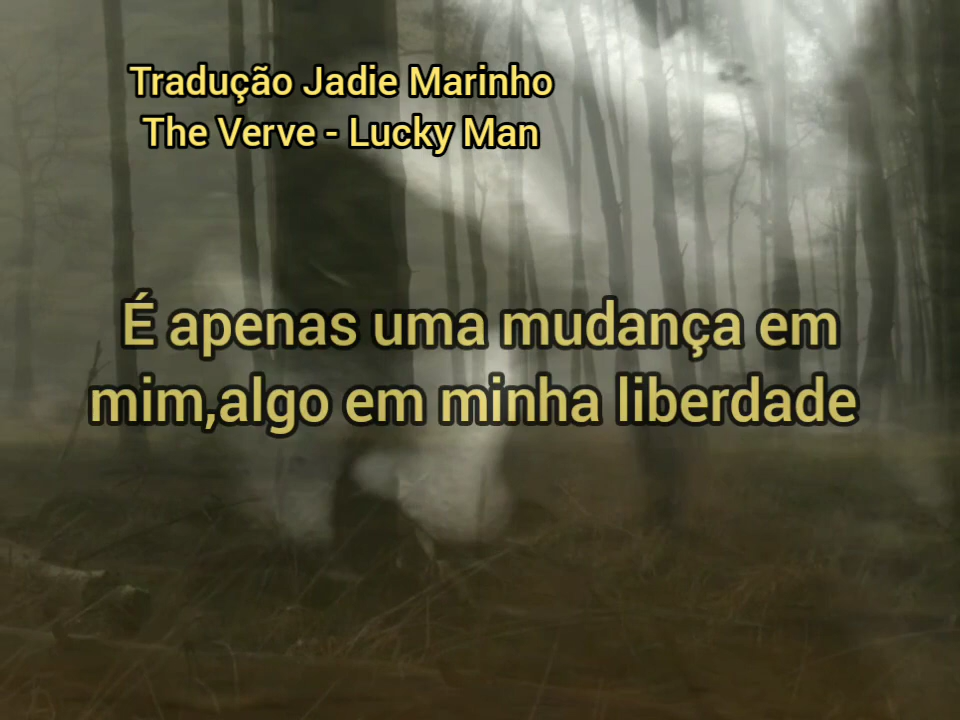 Tradução Jadie Marinho
The Verve - Lucky Man
É apenas uma mudança em
mim,algo em minha liberdade